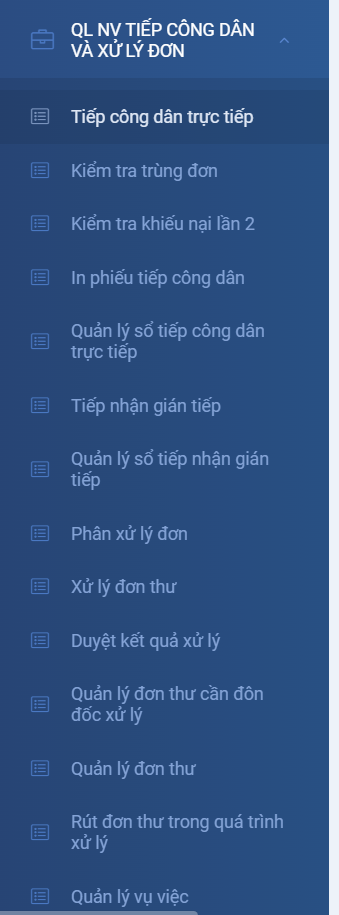 QL NV TIẾP CÔNG DÂN
VÀ XỬ LÝ ĐƠN
Tiếp công dân trực tiếp
Kiểm tra trùng đơn
Kiểm tra khiếu nại lần 2
In phiếu tiếp công dân
Quản lý sổ tiếp công dân
trực tiếp
Tiếp nhận gián tiếp
Quản lý sổ tiếp nhận gián
tiếp
Phân xử lý đơn
Xử lý đơn thư
Duyệt kết quả xử lý
Quản lý đơn thư cần đôn
đốc xử lý
Quản lý đơn thư
Rút đơn thư trong quá trình
xử lý
Quản lý vụ việc